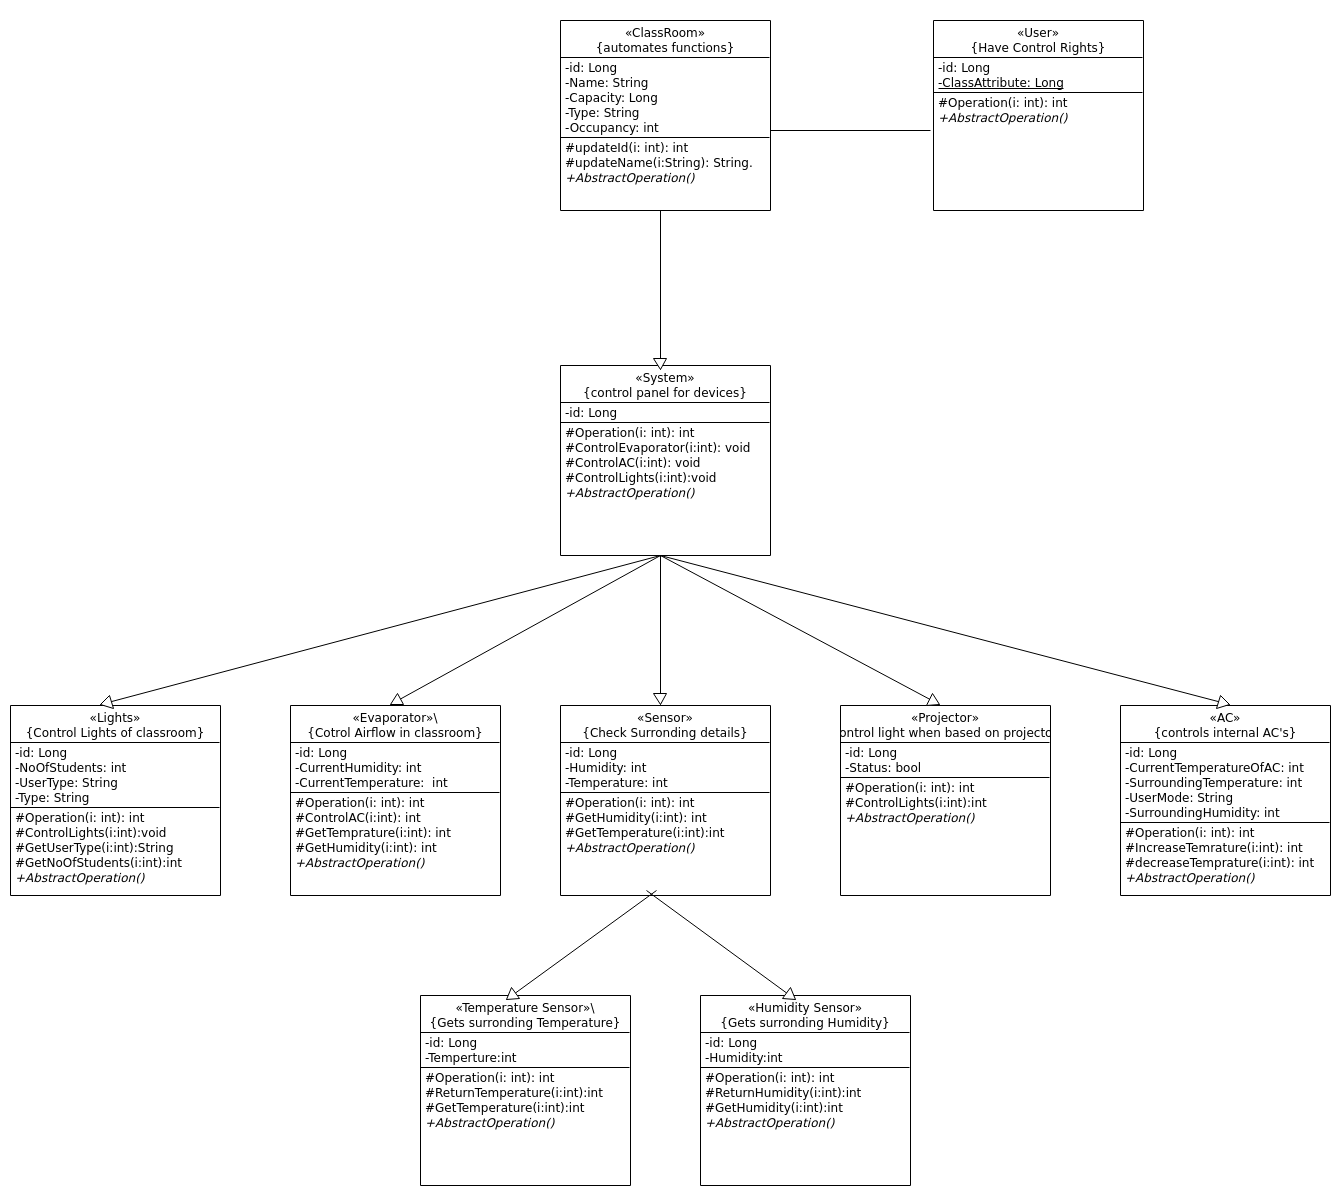 «ClassRoom»
{automates functions}
-id: Long
-Name: String
-Capacity: Long
-Type: String
-Occupancy: int
#updateId(i: int): int
#updateName(i:String): String.
+AbstractOperation()
«User»
{Have Control Rights}
-id: Long
-ClassAttribute: Long
#Operation(i: int): int
+AbstractOperation()
«System»
{control panel for devices}
-id: Long
#Operation(i: int): int
#ControlEvaporator(i:int): void
#ControlAC(i:int): void
#ControlLights(i:int):void
+AbstractOperation()
«Lights»
{Control Lights of classroom}
-id: Long
-NoOfStudents: int
-UserType: String
-Type: String
#Operation(i: int): int
#ControlLights(i:int):void
#GetUserType(i:int):String
#GetNoOfStudents(i:int):int
+AbstractOperation()
«Evaporator»\
{Cotrol Airflow in classroom}
-id: Long
-CurrentHumidity: int
-CurrentTemperature:  int
#Operation(i: int): int
#ControlAC(i:int): int
#GetTemprature(i:int): int
#GetHumidity(i:int): int
+AbstractOperation()
«Sensor»
{Check Surronding details}
-id: Long
-Humidity: int
-Temperature: int
#Operation(i: int): int
#GetHumidity(i:int): int
#GetTemperature(i:int):int
+AbstractOperation()
«Projector»
ontrol light when based on projecto
-id: Long
-Status: bool
#Operation(i: int): int
#ControlLights(i:int):int
+AbstractOperation()
«AC»
{controls internal AC's}
-id: Long
-CurrentTemperatureOfAC: int
-SurroundingTemperature: int
-UserMode: String
-SurroundingHumidity: int
#Operation(i: int): int
#IncreaseTemrature(i:int): int
#decreaseTemprature(i:int): int
+AbstractOperation()
«Temperature Sensor»\
{Gets surronding Temperature}
-id: Long
-Temperture:int
#Operation(i: int): int
#ReturnTemperature(i:int):int
#GetTemperature(i:int):int
+AbstractOperation()
«Humidity Sensor»
{Gets surronding Humidity}
-id: Long
-Humidity:int
#Operation(i: int): int
#ReturnHumidity(i:int):int
#GetHumidity(i:int):int
+AbstractOperation()